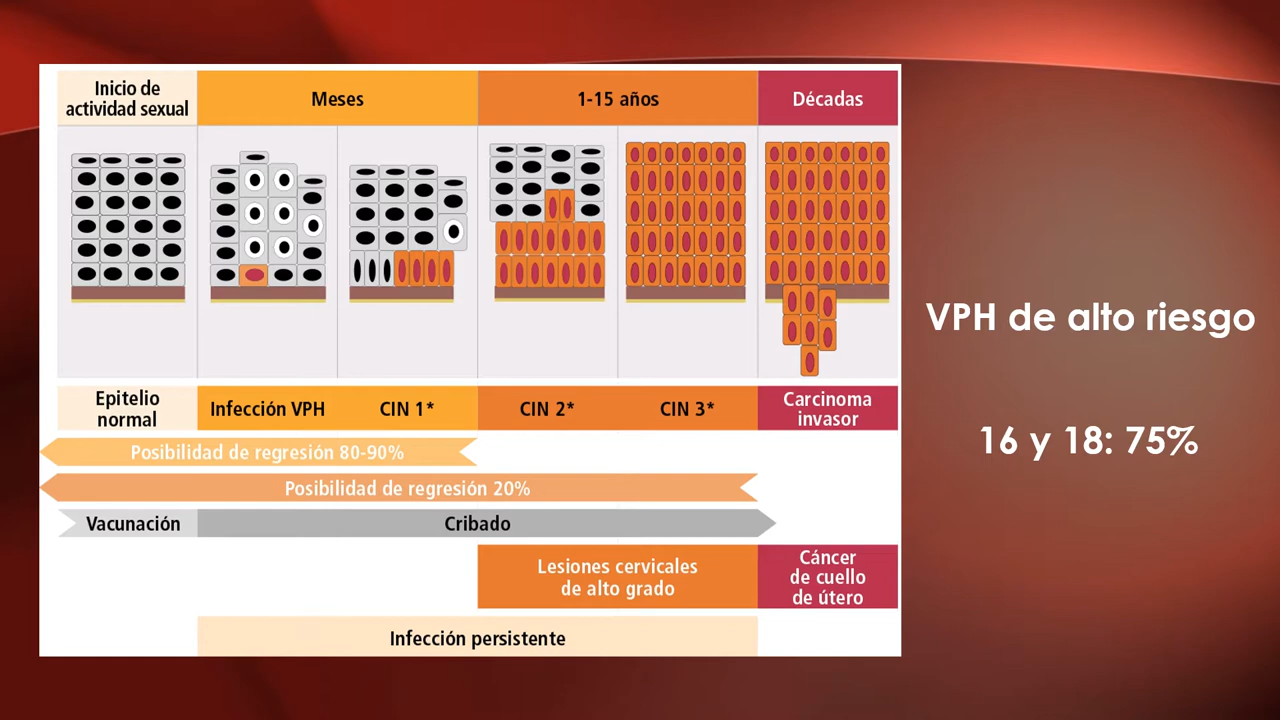 Inicio de
actividad sexual
Meses
1-15 años
Décadas
Epitelio
normal
Infección VPH
CIN 1*
CIN 2*
CIN 3*
Carcinoma
invasor
Posibilidad de regresión 80-90%
Posibilidad de regresión 20%
Vacunación
Cribado
Lesiones cervicales
de alto grado
Cáncer
de cuello
de útero
Infección persistente
VPH de alto riesgo
16 y 18: 75%